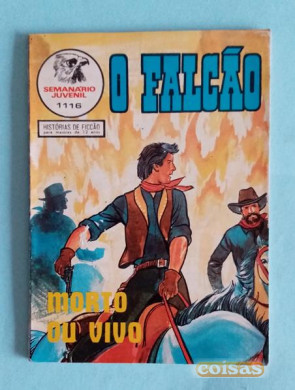 SEMANÁRIO
JUVENIL
1116
O FALCÃO
HISTÓRIAS DE FICÇÃO
para maiores de 12 anos
MORTO
OU VIVO
coisas